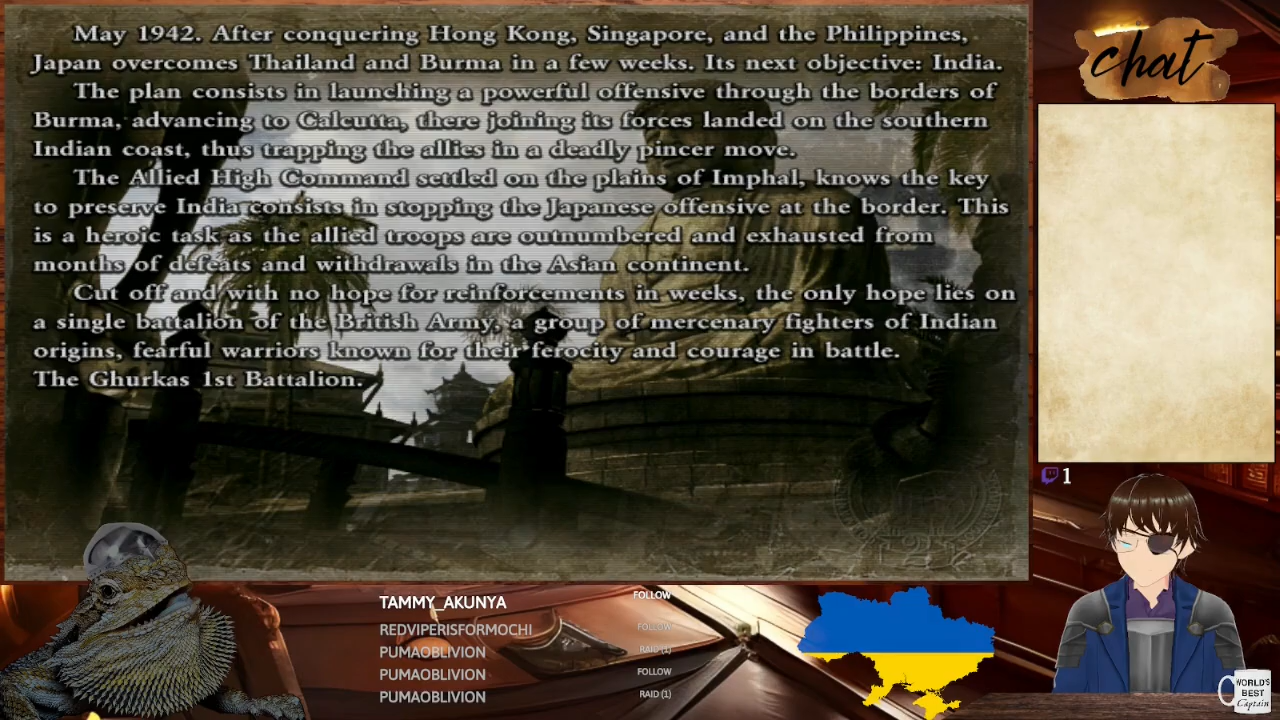 May 1942. After conquering Hong Kong, Singapore, and the Philippines,
Japan overcomes Thailand and Burma in a few weeks. Its next objective: India.
The plan consists in launching a powerful offensive through the borders of
Burma, advancing to Calcutta, there joining its forces landed on the southern
Indian coast, thus trapping the allies in a deadly pincer move.
The Allied High Command settled on the plains of Imphal, knows the key
to preserve India consists in stopping the Japanese offensive at the border. This
is a heroic task as the allied troops are outnumbered and exhausted from
months of defeats and withdrawals in the Asian continent.
Cut off and with no hope for reinforcements in weeks, the only hope lies on
a single battalion of the British Army, a group of mercenary fighters of Indian
origins, fearful warriors known for their ferocity and courage in battle.
The Ghurkas 1st Battalion.
chat
1
TAMMY_AKUNYA FOLLOW
REDVIPERISFORMOCHI FOLLOW
PUMAOBLIVION RAID (1)
PUMAOBLIVION FOLLOW
PUMAOBLIVION RAID (1)
WORLD'S
BEST
Captain